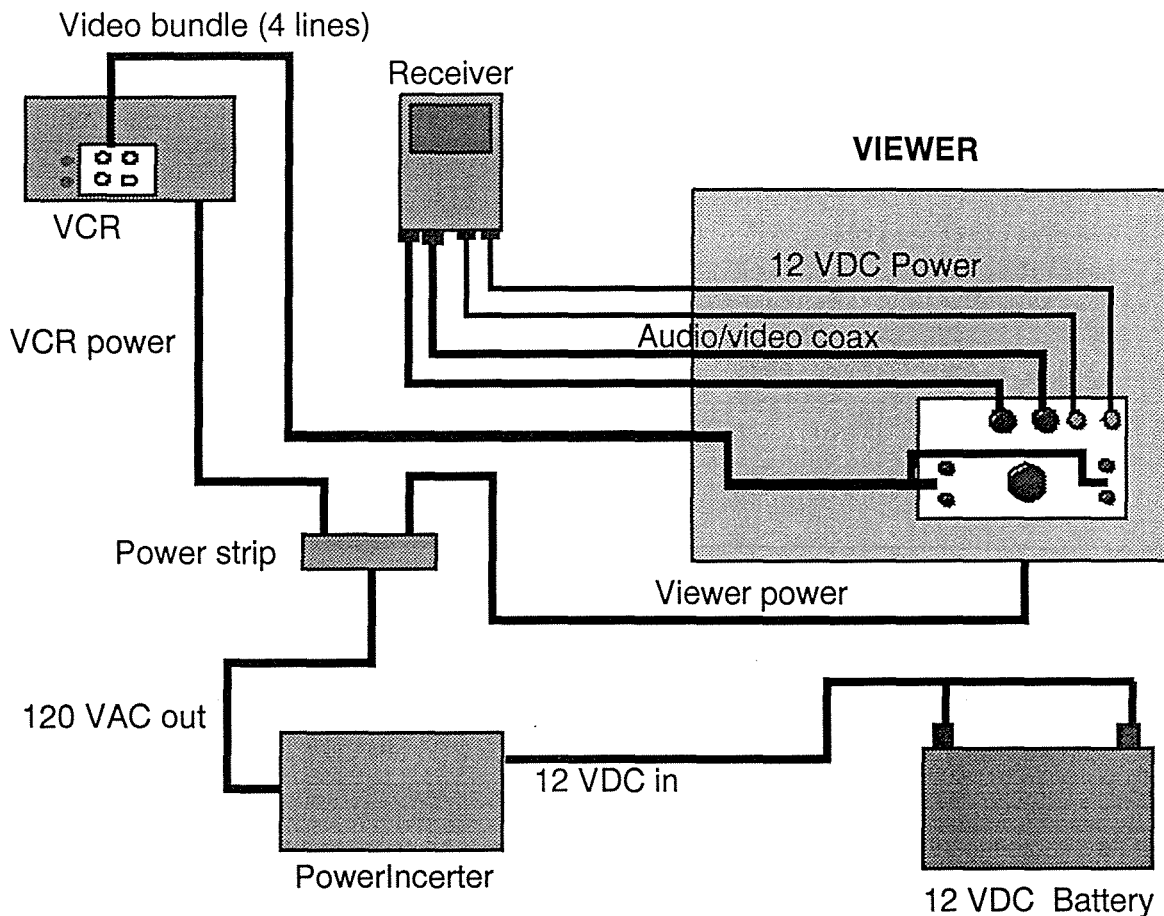 Video bundle (4 lines)
Receiver
VIEWER
VCR
12 VDC Power
VCR power
Audio/video coax
Power strip
Viewer power
120 VAC out
12 VDC in
PowerIncerter
12 VDC Battery